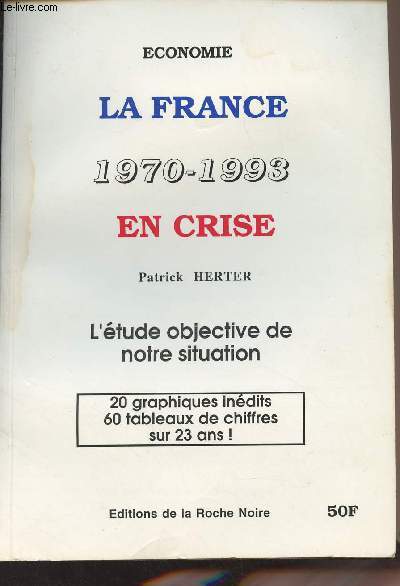 Le-livre.com
ECONOMIE
LA FRANCE
1970-1993
EN CRISE
Patrick HERTER
L'étude objective de
notre situation
20 graphiques inédits
60 tableaux de chiffres
sur 23 ans !
Editions de la Roche Noire 50F